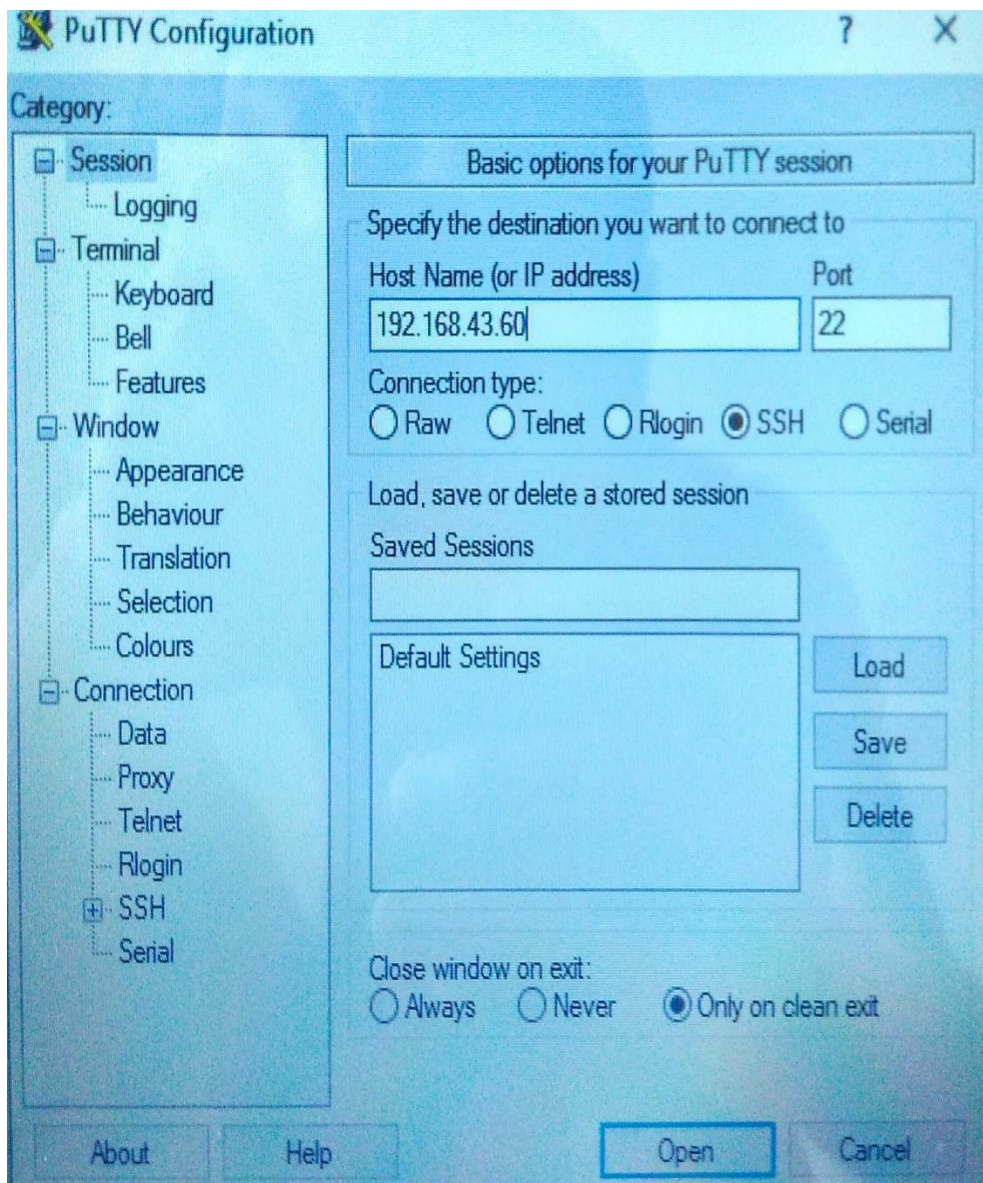 PuTTY Configuration
?
Category:
Session
Logging
Terminal
Keyboard
Bell
Features
Window
Appearance
Behaviour
Translation
Selection
Colours
Connection
Data
Proxy
Telnet
Rlogin
SSH
Serial
Basic options for your PuTTY session
Specify the destination you want to connect to
Host Name (or IP address) Port
192.168.43.60 22
Connection type:
Raw Telnet Rlogin SSH Serial
Load, save or delete a stored session
Saved Sessions
Default Settings
Load
Save
Delete
Close window on exit:
Always Never Only on clean exit
About Help Open Cancel